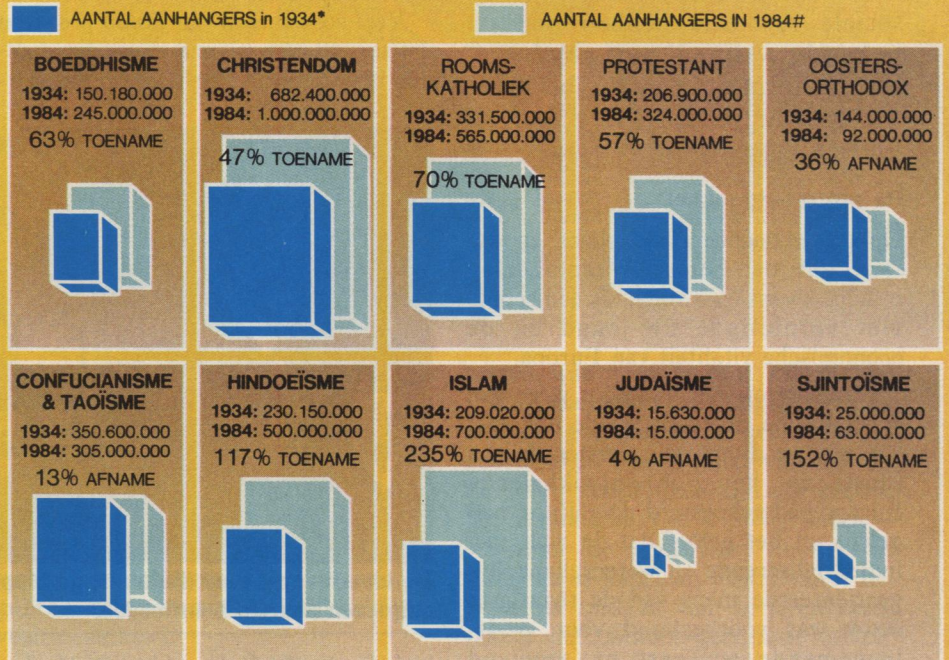 AANTAL AANHANGERS in 1934*
AANTAL AANHANGERS IN 1984#
BOEDDHISME
1934: 150.180.000
1984: 245.000.000
63% TOENAME
CHRISTENDOM
1934: 682.400.000
1984: 1.000.000.000
47% TOENAME
ROOMS-
KATHOLIEK
1934: 331.500.000
1984: 565.000.000
70% TOENAME
PROTESTANT
1934: 206.900.000
1984: 324.000.000
57% TOENAME
OOSTERS-
ORTHODOX
1934: 144.000.000
1984: 92.000.000
36% AFNAME
CONFUCIANISME
& TAOÏSME
1934: 350.600.000
1984: 305.000.000
13% AFNAME
HINDOEÏSME
1934: 230.150.000
1984: 500.000.000
117% TOENAME
ISLAM
1934: 209.020.000
1984: 700.000.000
235% TOENAME
JUDAÏSME
1934: 15.630.000
1984: 15.000.000
4% AFNAME
SJINTOÏSME
1934: 25.000.000
1984: 63.000.000
152% TOENAME